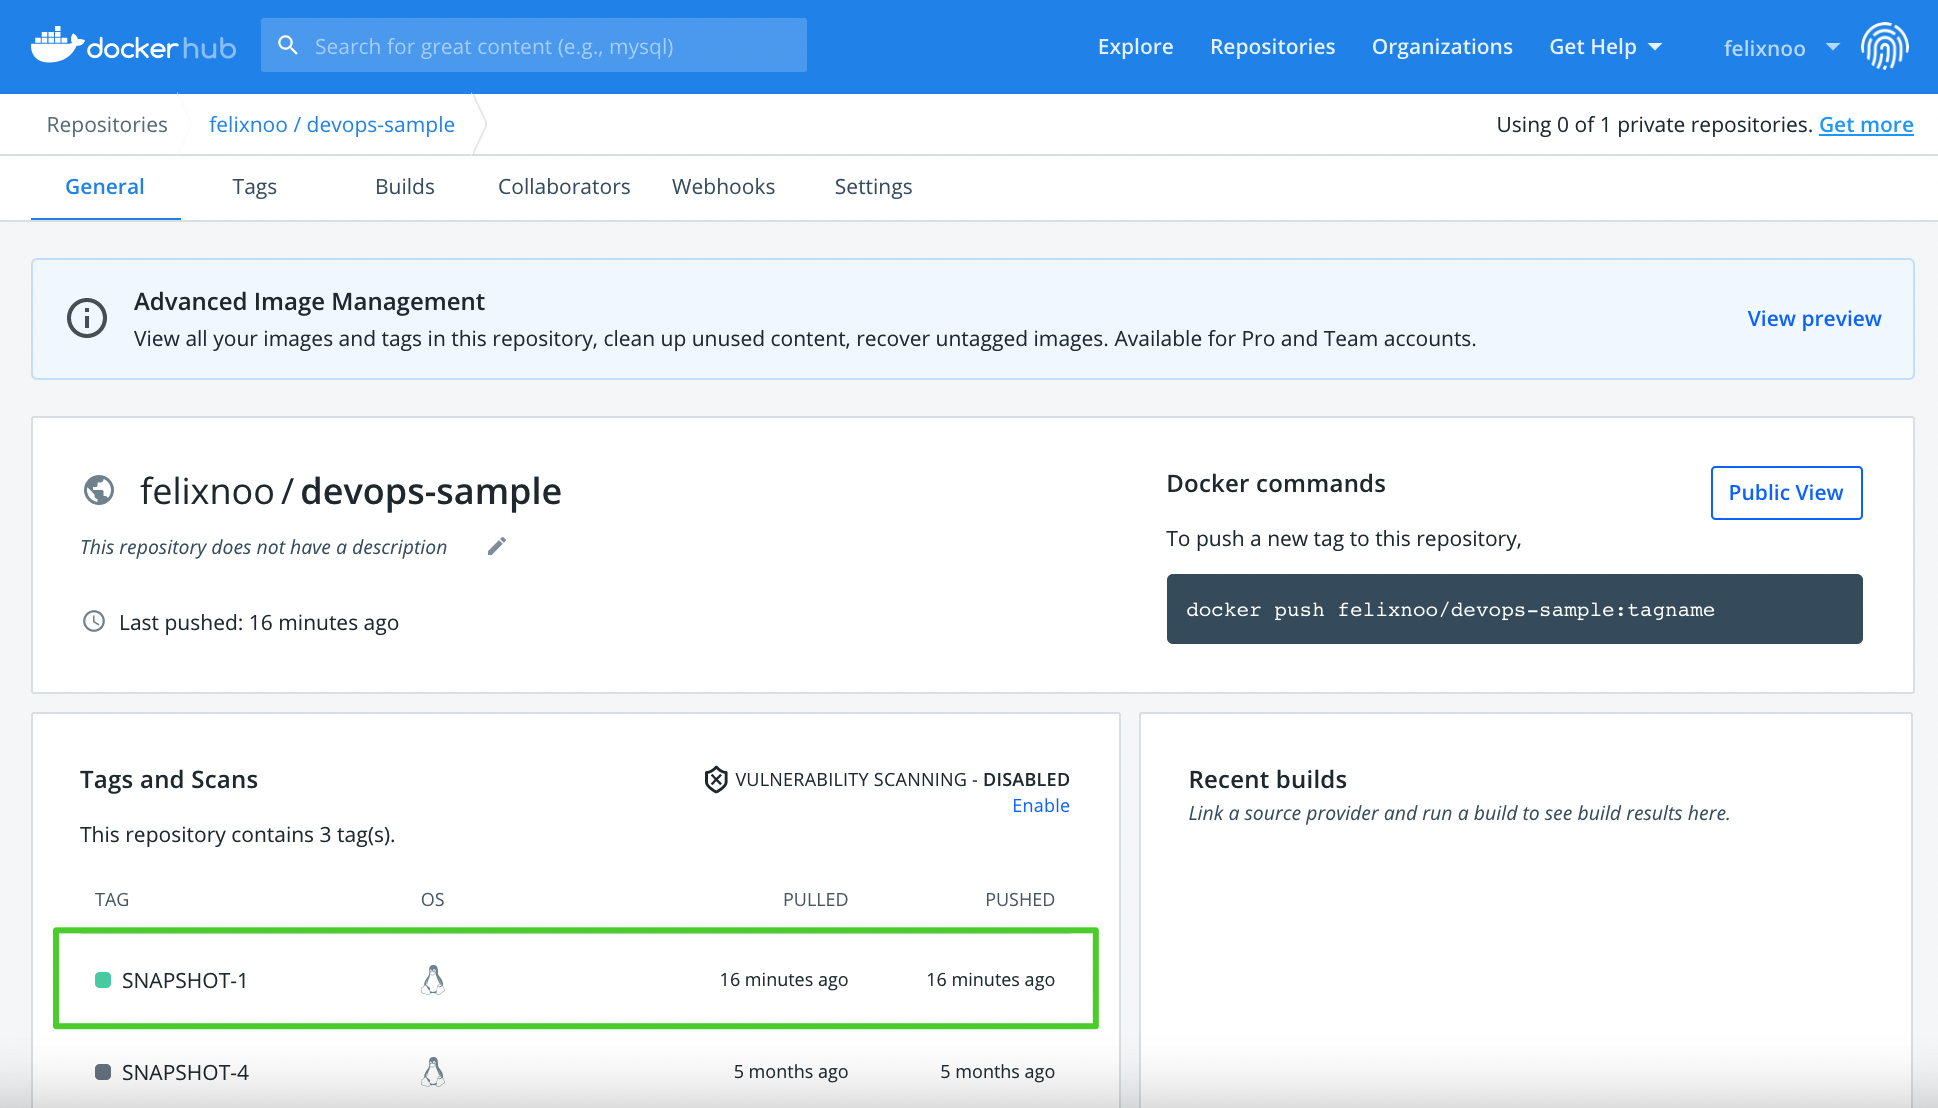 docker hub
Search for great content (e.g., mysql)
Explore
Repositories
Organizations
Get Help
felixnoo
Repositories
felixnoo / devops-sample
Using 0 of 1 private repositories. Get more
General
Tags
Builds
Collaborators
Webhooks
Settings
Advanced Image Management
View all your images and tags in this repository, clean up unused content, recover untagged images. Available for Pro and Team accounts.
View preview
felixnoo / devops-sample
This repository does not have a description
Last pushed: 16 minutes ago
Docker commands
Public View
To push a new tag to this repository,
docker push felixnoo/devops-sample:tagname
Tags and Scans
VULNERABILITY SCANNING - DISABLED
Enable
This repository contains 3 tag(s).
TAG
OS
PULLED
PUSHED
SNAPSHOT-1
16 minutes ago
16 minutes ago
SNAPSHOT-4
5 months ago
5 months ago
Recent builds
Link a source provider and run a build to see build results here.